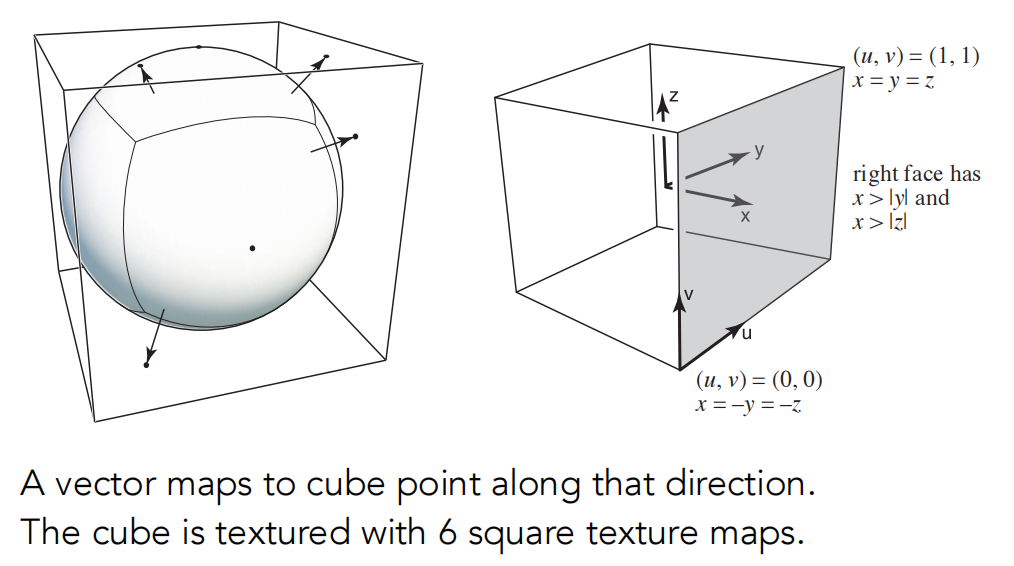 (u, v) = (1, 1)
x = y = z
z
y
x
right face has
x > |y| and
x > |z|
v
u
(u, v) = (0, 0)
x = –y = –z
A vector maps to cube point along that direction.
The cube is textured with 6 square texture maps.